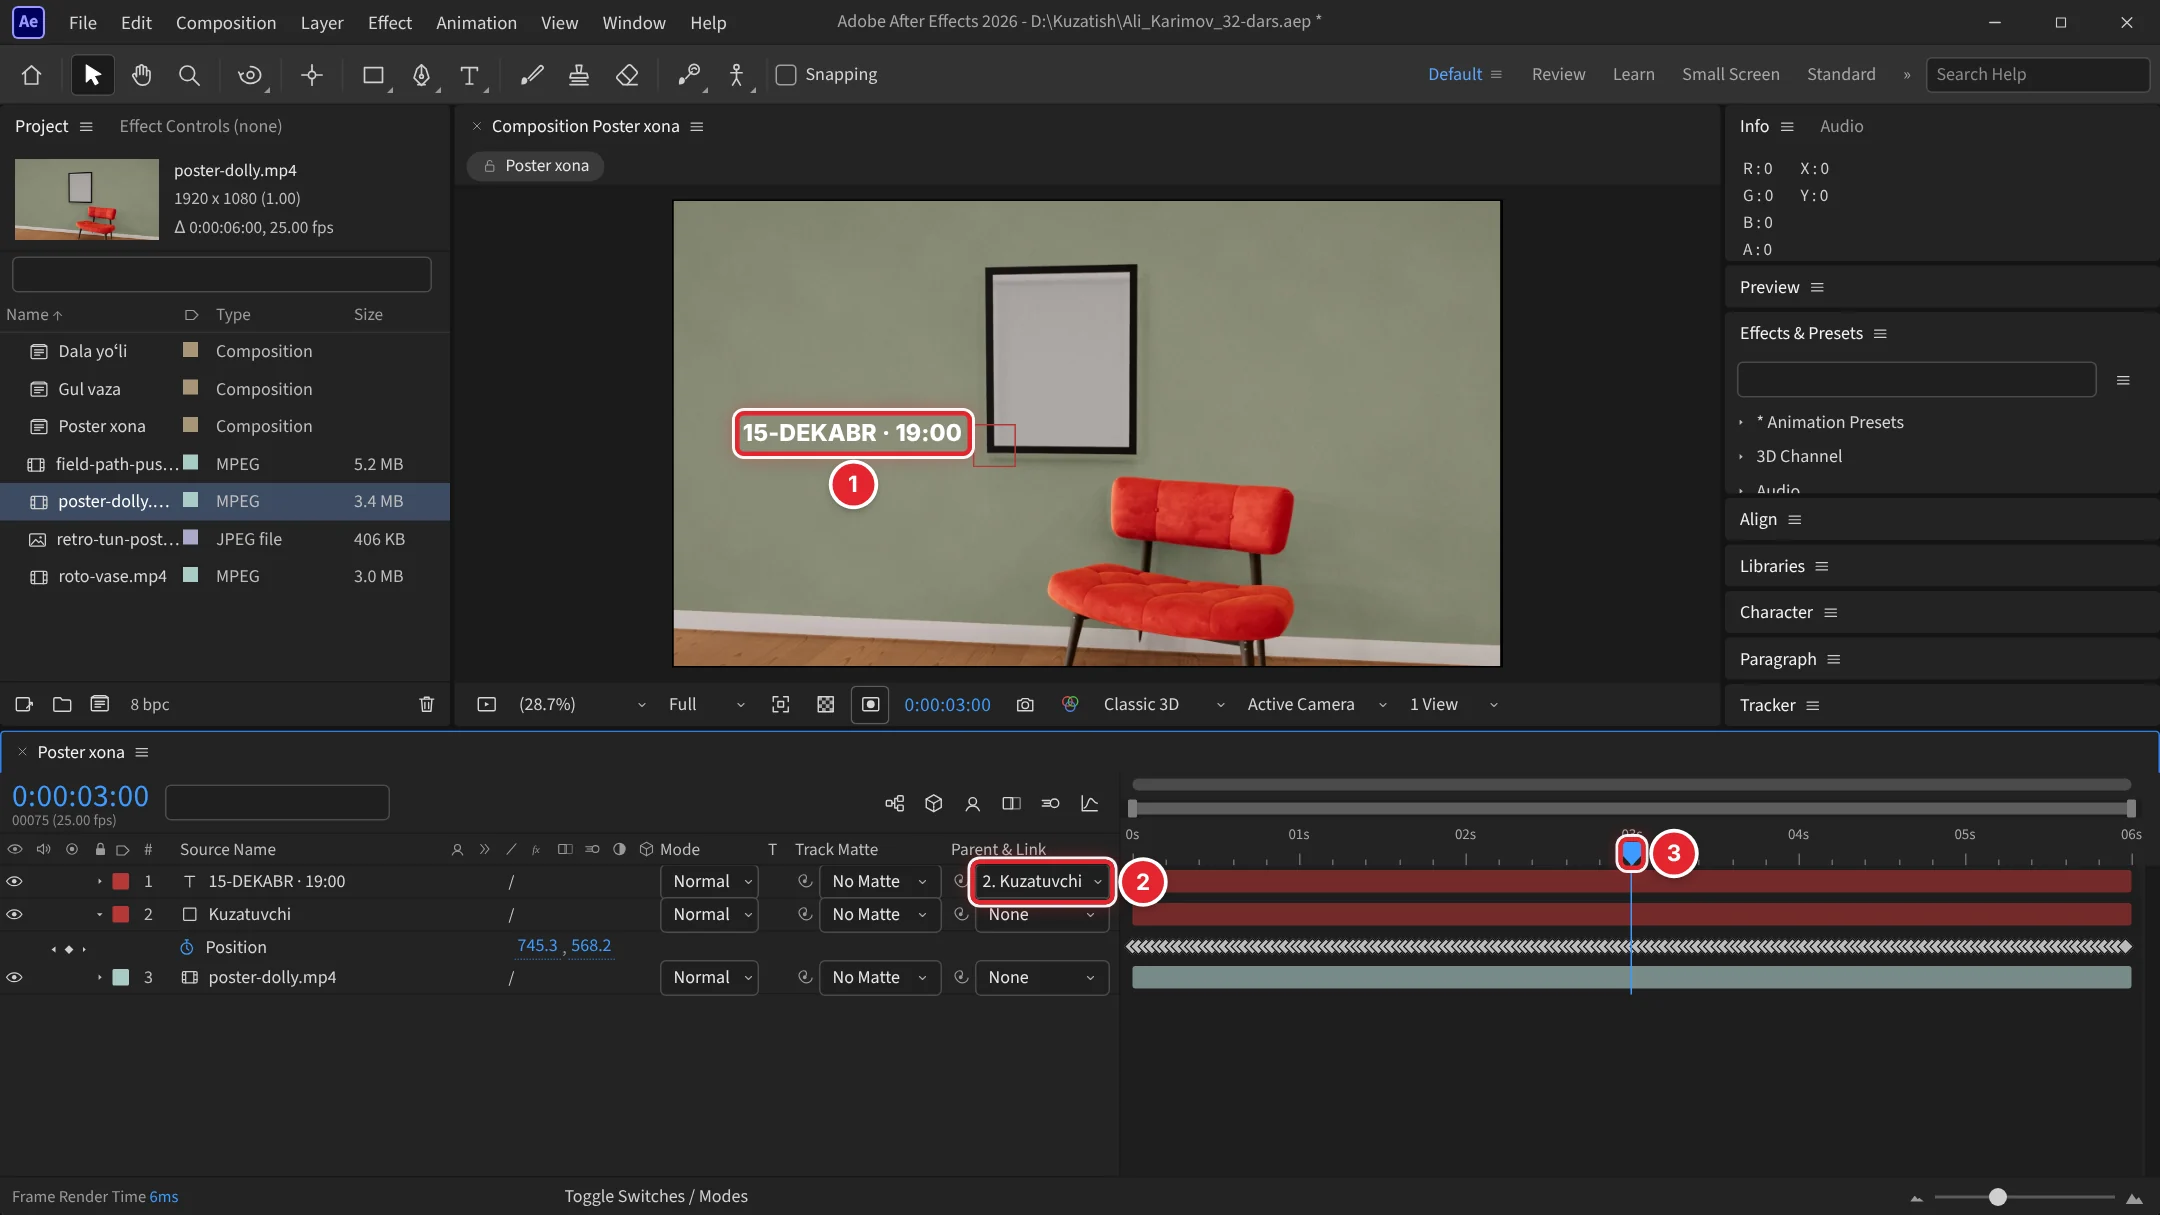 Ae File Edit Composition Layer Effect Animation View Window Help Adobe After Effects 2026 - D:\Kuzatish\Ali_Karimov_32-dars.aep *
Snapping Default Review Learn Small Screen Standard » Search Help
Project Effect Controls (none)
poster-dolly.mp4
1920 x 1080 (1.00)
Δ 0:00:06:00, 25.00 fps
Name Type Size
Dala yoʻli Composition
Gul vaza Composition
Poster xona Composition
field-path-pus... MPEG 5.2 MB
poster-dolly.... MPEG 3.4 MB
retro-tun-post... JPEG file 406 KB
roto-vase.mp4 MPEG 3.0 MB
8 bpc
Composition Poster xona
Poster xona
15-DEKABR · 19:00
1
(28.7%) Full 0:00:03:00 Classic 3D Active Camera 1 View
Info Audio
R : 0 X : 0
G : 0 Y : 0
B : 0
A : 0
Preview
Effects & Presets
* Animation Presets
3D Channel
Audio
Align
Libraries
Character
Paragraph
Tracker
Poster xona
0:00:03:00
00075 (25.00 fps)
0s 01s 02s 03s 04s 05s 06s
# Source Name fx Mode T Track Matte Parent & Link
3
1 T 15-DEKABR · 19:00 Normal No Matte 2. Kuzatuvchi
2
2 Kuzatuvchi Normal No Matte None
Position 745.3 , 568.2
3 poster-dolly.mp4 Normal No Matte None
Frame Render Time 6ms Toggle Switches / Modes